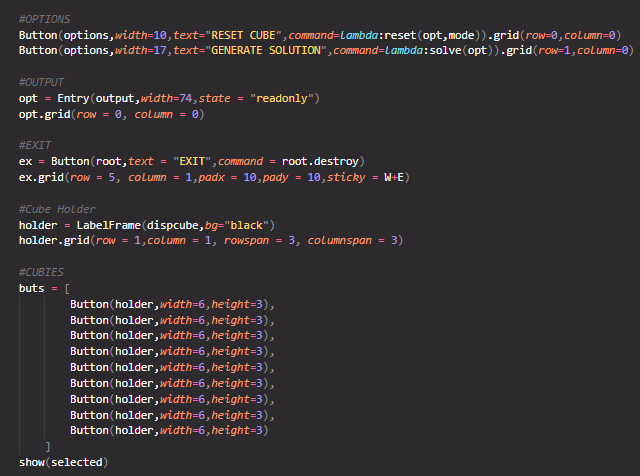 #OPTIONS
Button(options,width=10,text="RESET CUBE",command=lambda:reset(opt,mode)).grid(row=0,column=0)
Button(options,width=17,text="GENERATE SOLUTION",command=lambda:solve(opt)).grid(row=1,column=0)
#OUTPUT
opt = Entry(output,width=74,state = "readonly")
opt.grid(row = 0, column = 0)
#EXIT
ex = Button(root,text = "EXIT",command = root.destroy)
ex.grid(row = 5, column = 1,padx = 10,pady = 10,sticky = W+E)
#Cube Holder
holder = LabelFrame(dispcube,bg="black")
holder.grid(row = 1,column = 1, rowspan = 3, columnspan = 3)
#CUBIES
buts = [
Button(holder,width=6,height=3),
Button(holder,width=6,height=3),
Button(holder,width=6,height=3),
Button(holder,width=6,height=3),
Button(holder,width=6,height=3),
Button(holder,width=6,height=3),
Button(holder,width=6,height=3),
Button(holder,width=6,height=3),
Button(holder,width=6,height=3)
]
show(selected)